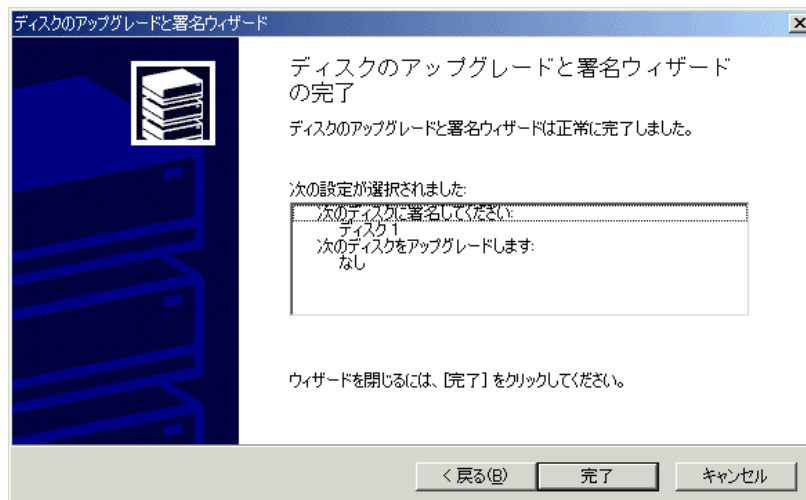 ディスクのアップグレードと署名ウィザード
ディスクのアップグレードと署名ウィザード
の完了
ディスクのアップグレードと署名ウィザードは正常に完了しました。
次の設定が選択されました:
次のディスクに署名してください:
ディスク 1
次のディスクをアップグレードします:
なし
ウィザードを閉じるには、[完了] をクリックしてください。
< 戻る(B)
完了
キャンセル